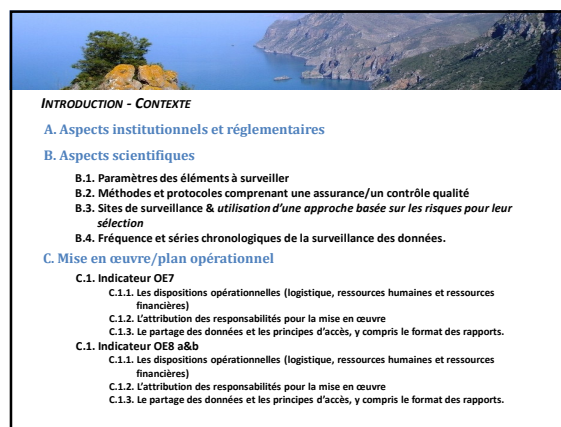 INTRODUCTION - CONTEXTE
A. Aspects institutionnels et réglementaires
B. Aspects scientifiques
B.1. Paramètres des éléments à surveiller
B.2. Méthodes et protocoles comprenant une assurance/un contrôle qualité
B.3. Sites de surveillance & utilisation d'une approche basée sur les risques pour leur
sélection
B.4. Fréquence et séries chronologiques de la surveillance des données.
C. Mise en œuvre/plan opérationnel
C.1. Indicateur OE7
C.1.1. Les dispositions opérationnelles (logistique, ressources humaines et ressources
financières)
C.1.2. L'attribution des responsabilités pour la mise en œuvre
C.1.3. Le partage des données et les principes d'accès, y compris le format des rapports.
C.1. Indicateur OE8 a&b
C.1.1. Les dispositions opérationnelles (logistique, ressources humaines et ressources
financières)
C.1.2. L'attribution des responsabilités pour la mise en œuvre
C.1.3. Le partage des données et les principes d'accès, y compris le format des rapports.